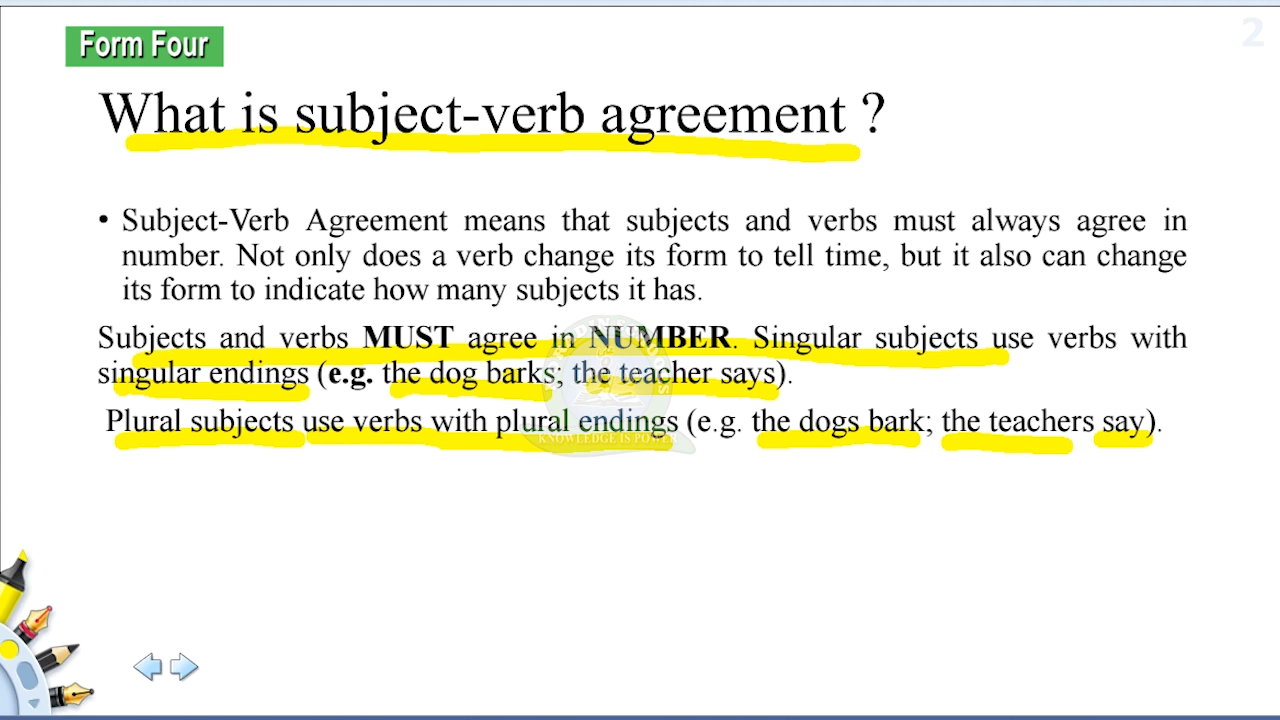 2
Form Four
What is subject-verb agreement ?
• Subject-Verb Agreement means that subjects and verbs must always agree in
number. Not only does a verb change its form to tell time, but it also can change
its form to indicate how many subjects it has.
Subjects and verbs MUST agree in NUMBER. Singular subjects use verbs with
singular endings (e.g. the dog barks; the teacher says).
Plural subjects use verbs with plural endings (e.g. the dogs bark; the teachers say).
KNOWLEDGE IS POWER